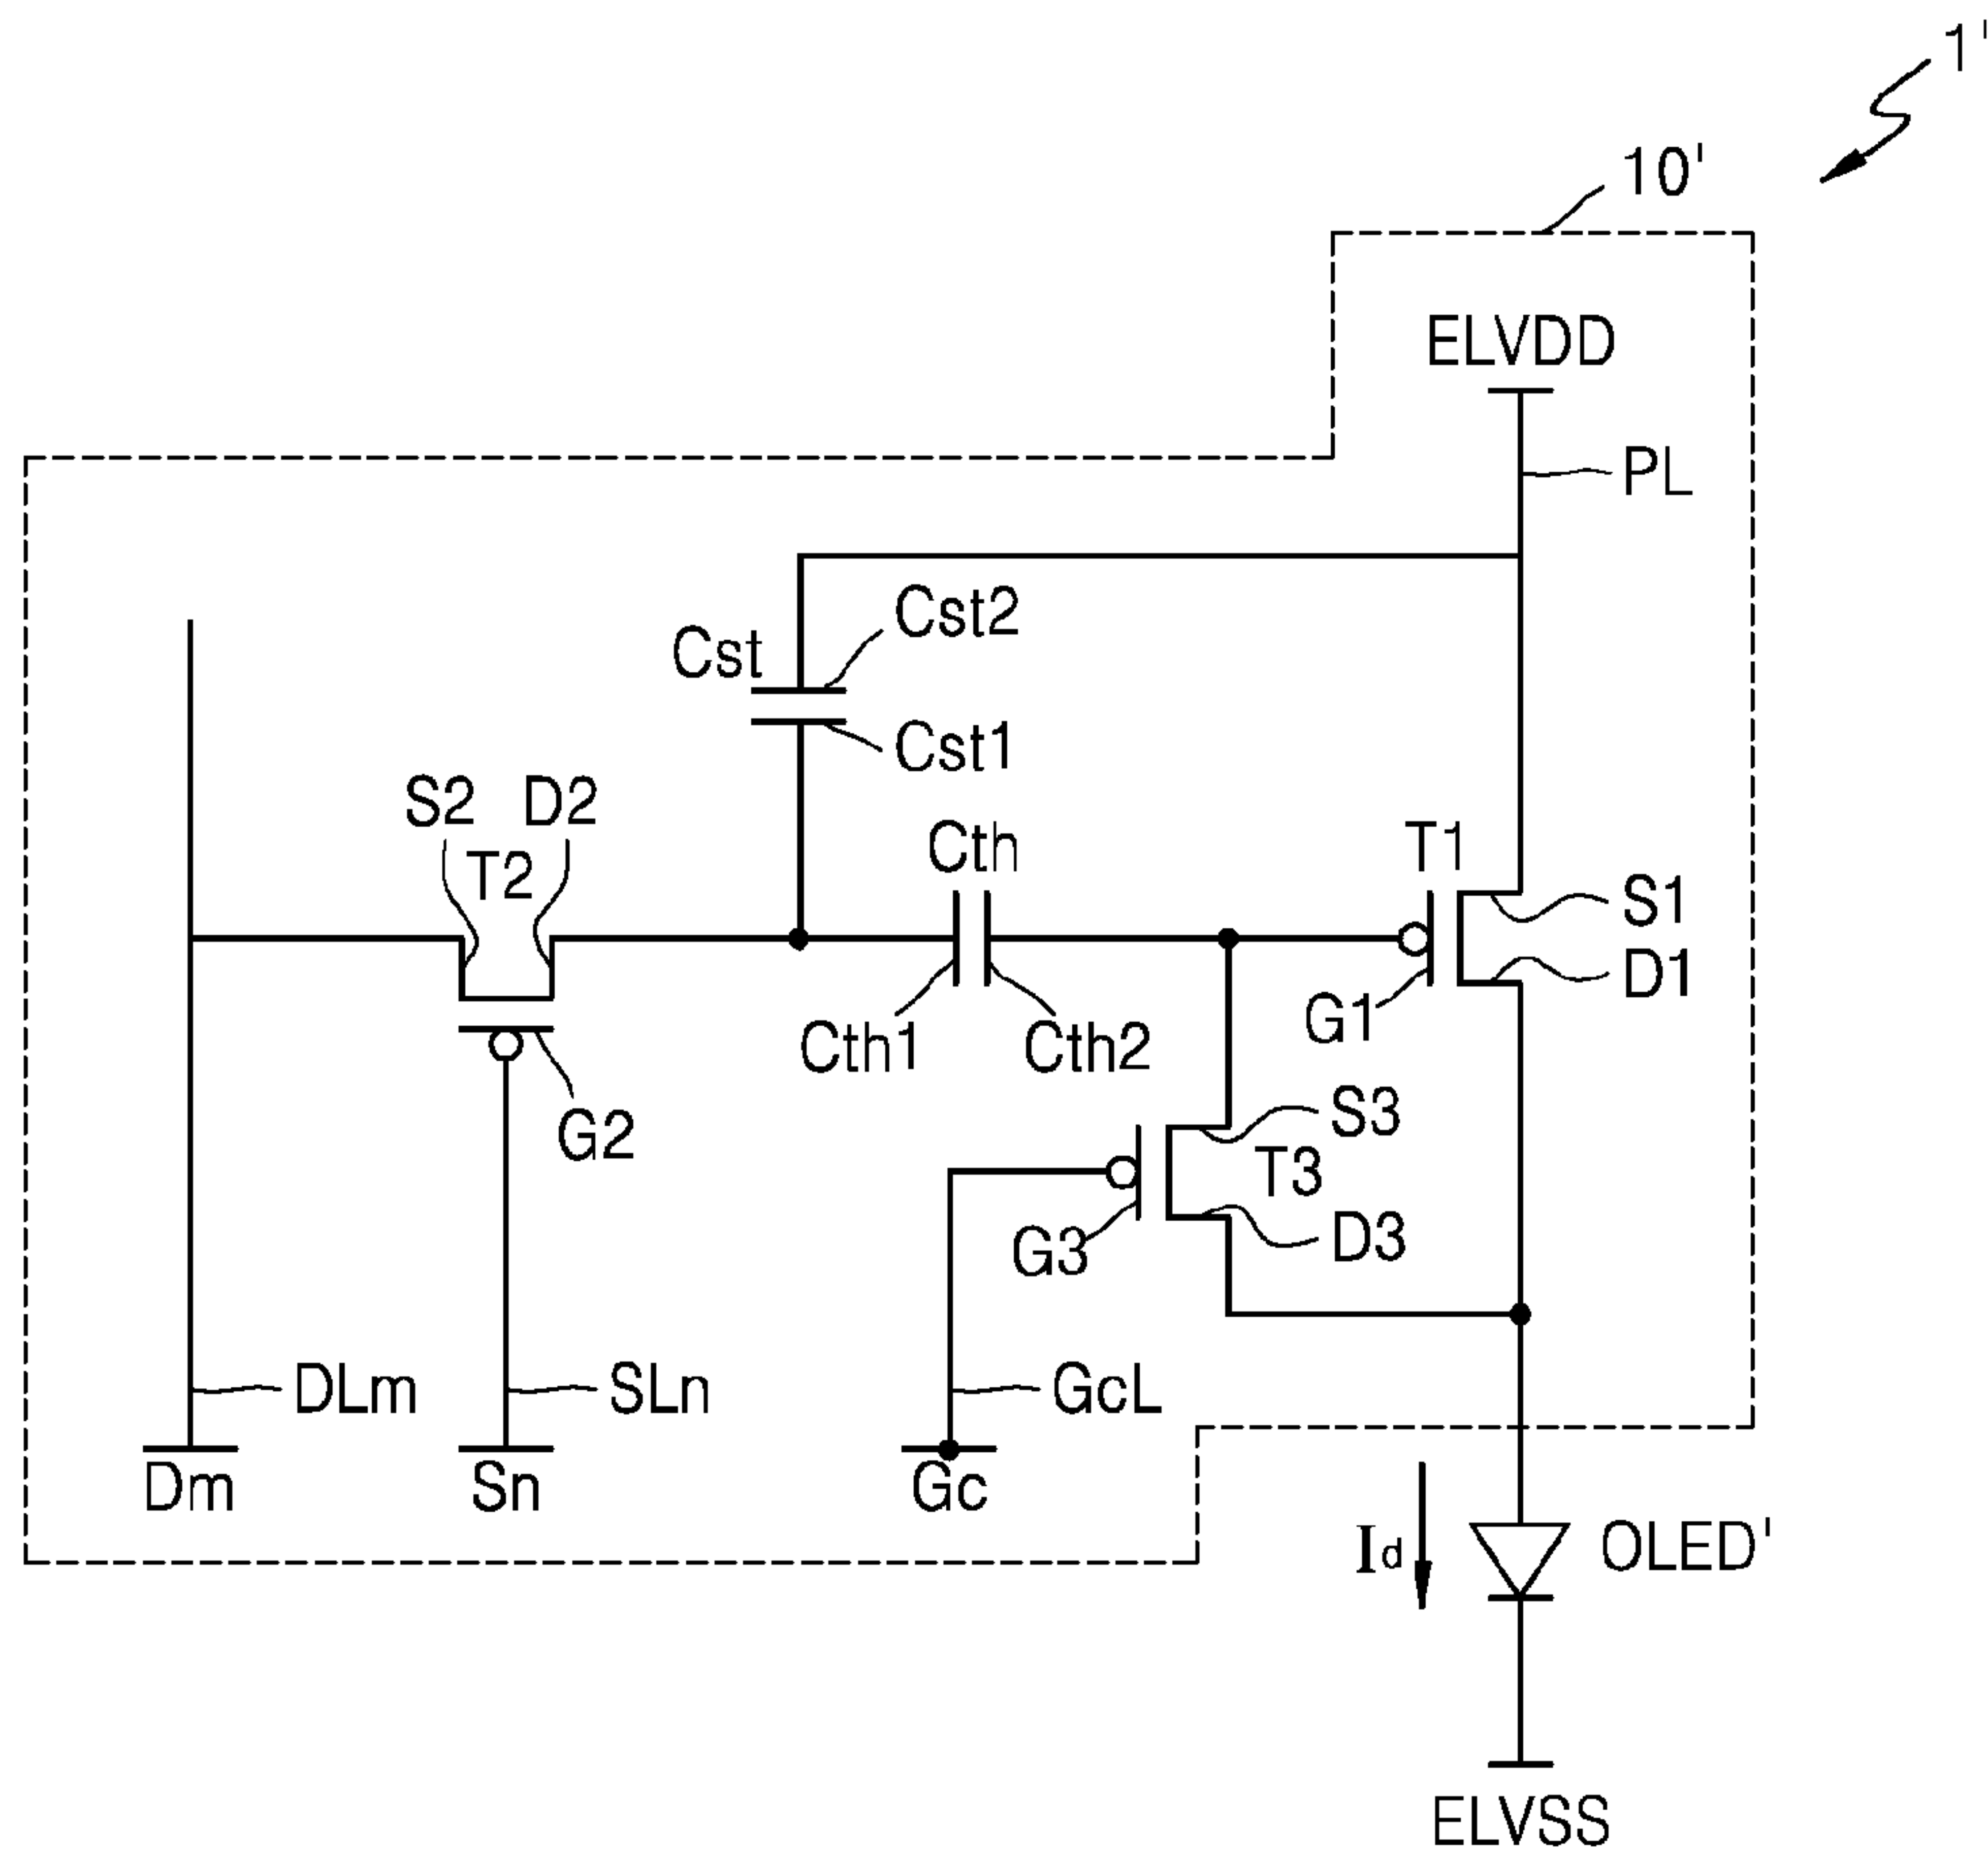 1'
10'
ELVDD
PL
Cst2
Cst
Cst1
S2 D2
T2
Cth
T1
S1
D1
G1
Cth1 Cth2
G2
S3
T3
D3
G3
DLm SLn GcL
Dm Sn Gc
Id
OLED'
ELVSS